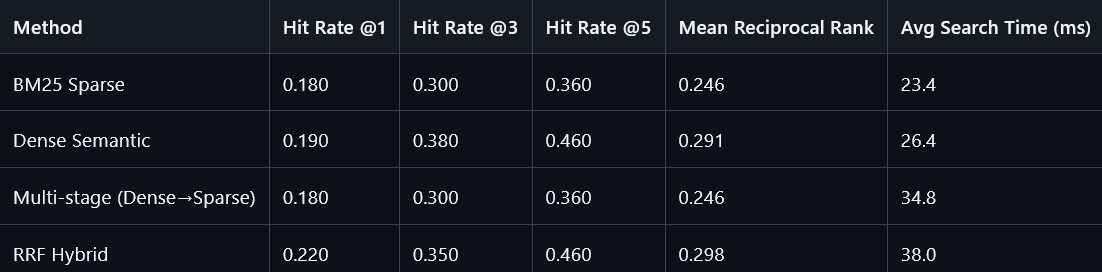 Method Hit Rate @1 Hit Rate @3 Hit Rate @5 Mean Reciprocal Rank Avg Search Time (ms)
BM25 Sparse 0.180 0.300 0.360 0.246 23.4
Dense Semantic 0.190 0.380 0.460 0.291 26.4
Multi-stage (Dense→Sparse) 0.180 0.300 0.360 0.246 34.8
RRF Hybrid 0.220 0.350 0.460 0.298 38.0